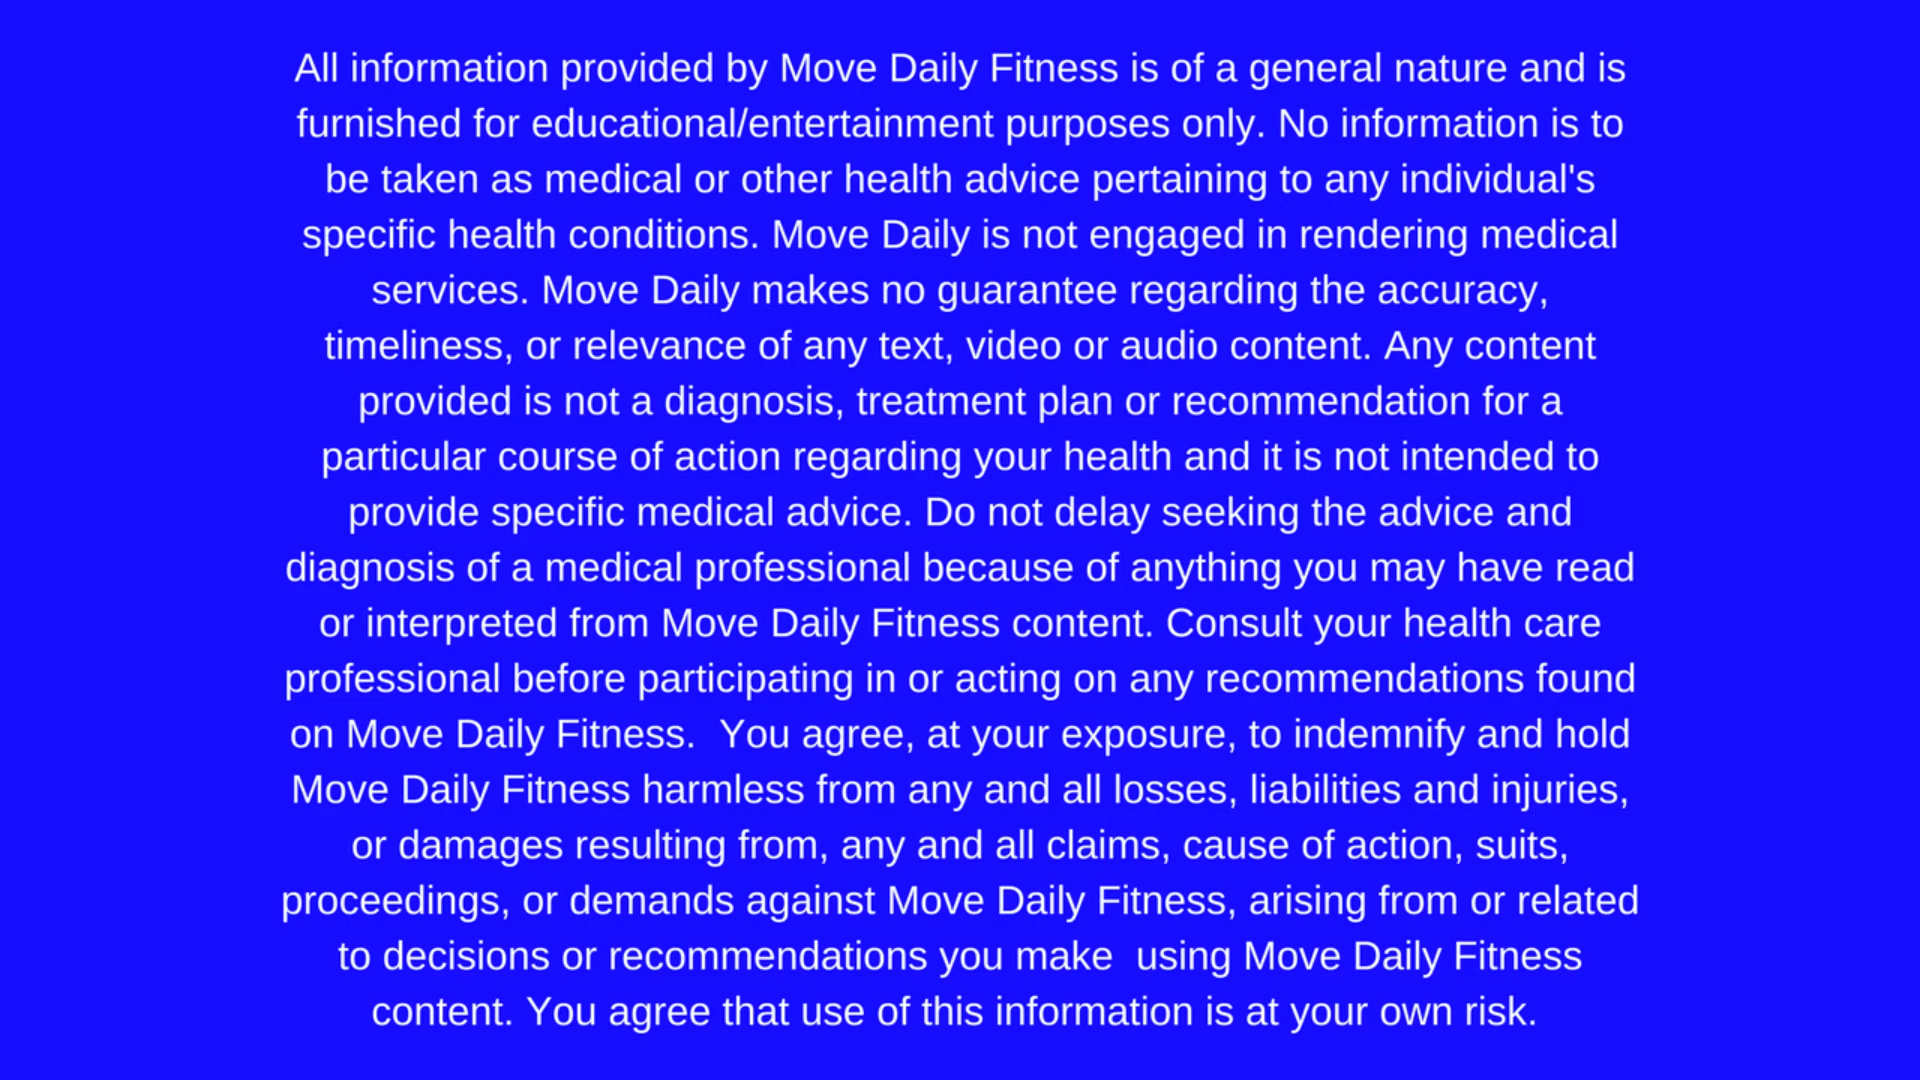 All information provided by Move Daily Fitness is of a general nature and is
furnished for educational/entertainment purposes only. No information is to
be taken as medical or other health advice pertaining to any individual's
specific health conditions. Move Daily is not engaged in rendering medical
services. Move Daily makes no guarantee regarding the accuracy,
timeliness, or relevance of any text, video or audio content. Any content
provided is not a diagnosis, treatment plan or recommendation for a
particular course of action regarding your health and it is not intended to
provide specific medical advice. Do not delay seeking the advice and
diagnosis of a medical professional because of anything you may have read
or interpreted from Move Daily Fitness content. Consult your health care
professional before participating in or acting on any recommendations found
on Move Daily Fitness.  You agree, at your exposure, to indemnify and hold
Move Daily Fitness harmless from any and all losses, liabilities and injuries,
or damages resulting from, any and all claims, cause of action, suits,
proceedings, or demands against Move Daily Fitness, arising from or related
to decisions or recommendations you make  using Move Daily Fitness
content. You agree that use of this information is at your own risk.